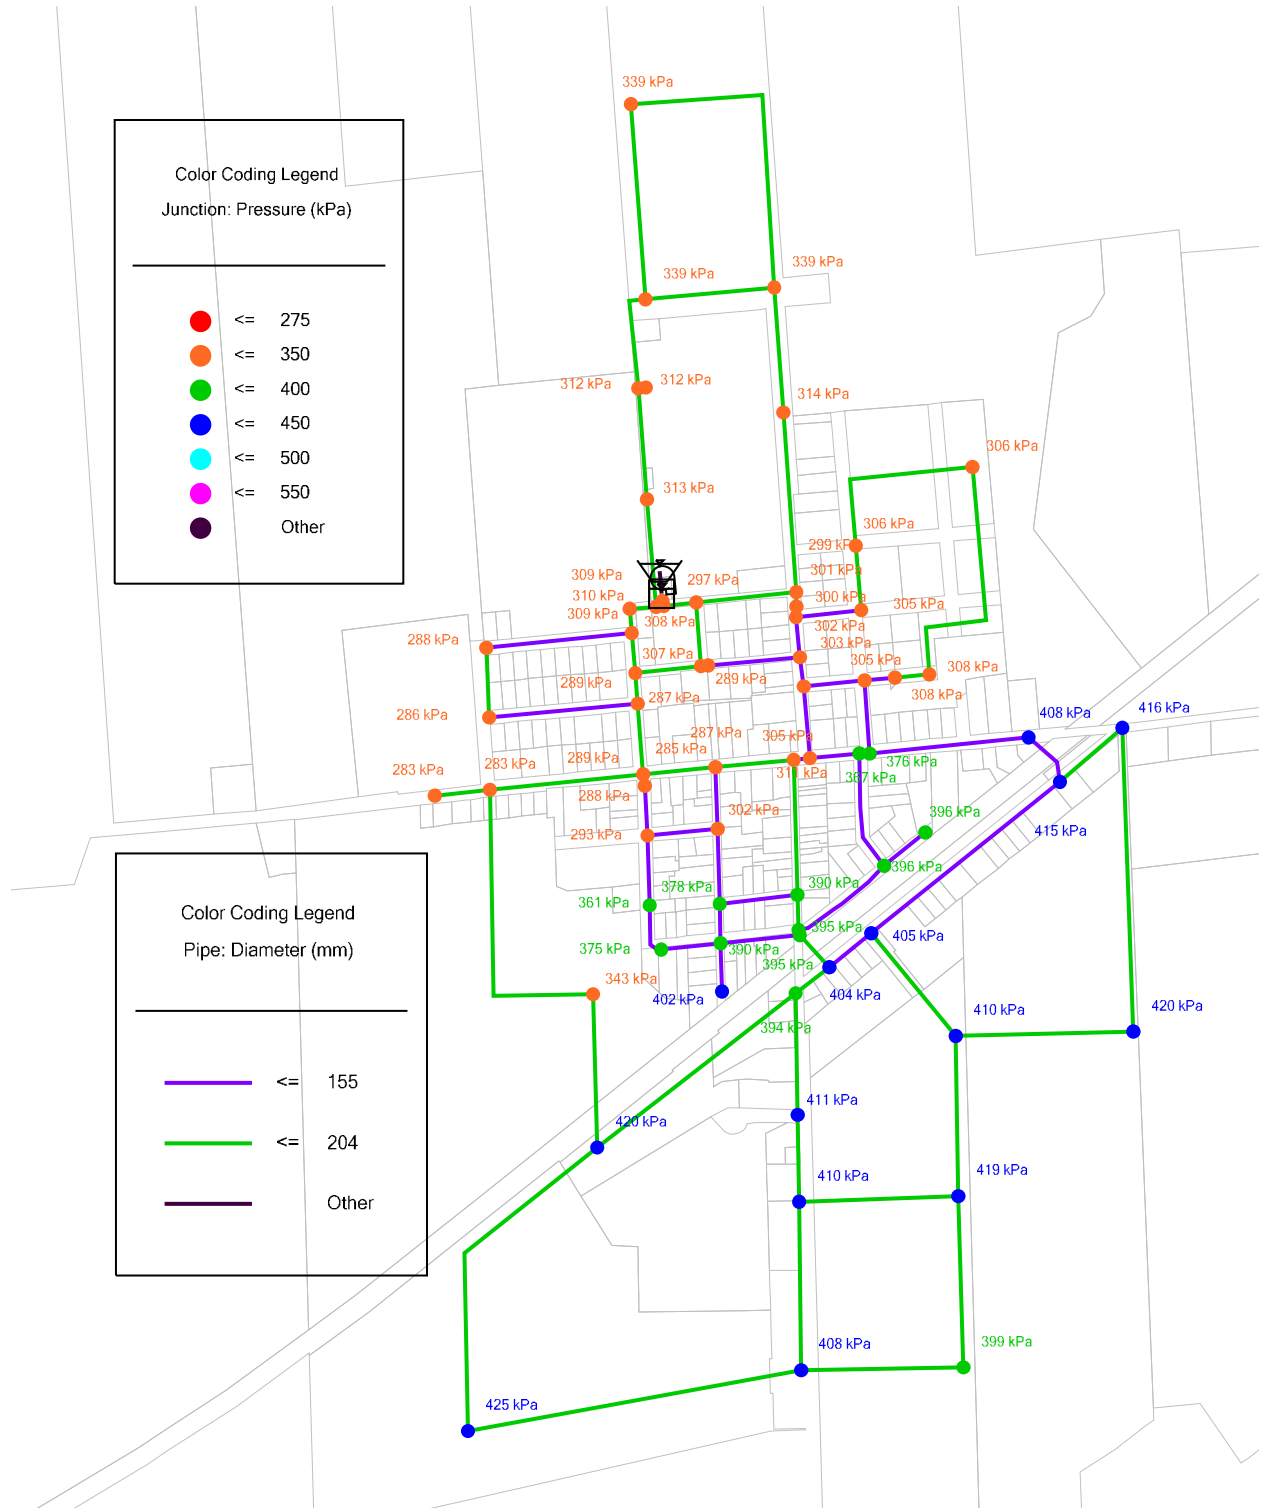 339 kPa
Color Coding Legend
Junction: Pressure (kPa)
<= 275
<= 350
<= 400
<= 450
<= 500
<= 550
Other
339 kPa
339 kPa
312 kPa
312 kPa
314 kPa
306 kPa
313 kPa
306 kPa
299 kPa
309 kPa
297 kPa
301 kPa
310 kPa
300 kPa
305 kPa
309 kPa
308 kPa
302 kPa
288 kPa
303 kPa
307 kPa
305 kPa
308 kPa
289 kPa
289 kPa
308 kPa
287 kPa
286 kPa
408 kPa
416 kPa
287 kPa
305 kPa
285 kPa
289 kPa
283 kPa
283 kPa
311 kPa
367 kPa
376 kPa
288 kPa
302 kPa
293 kPa
396 kPa
415 kPa
396 kPa
378 kPa
390 kPa
361 kPa
395 kPa
405 kPa
375 kPa
390 kPa
395 kPa
343 kPa
402 kPa
404 kPa
410 kPa
420 kPa
394 kPa
Color Coding Legend
Pipe: Diameter (mm)
<= 155
<= 204
Other
411 kPa
420 kPa
410 kPa
419 kPa
408 kPa
399 kPa
425 kPa